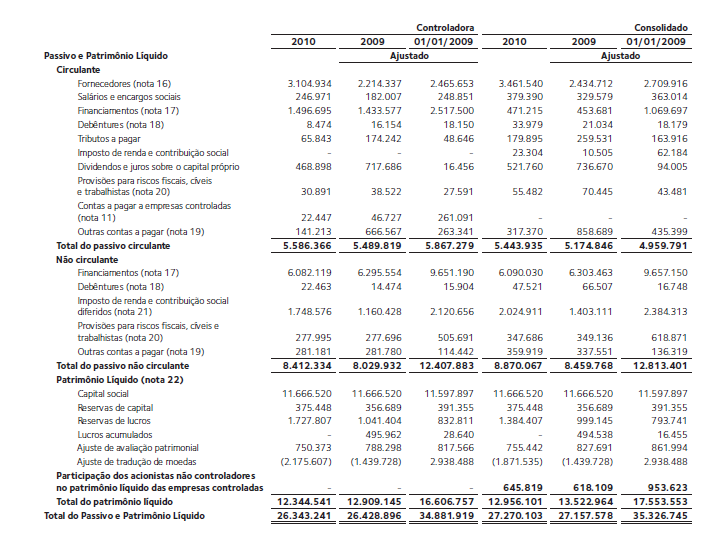 Controladora Consolidado
2010 2009 01/01/2009 2010 2009 01/01/2009
Passivo e Patrimônio Líquido Ajustado Ajustado
Circulante
Fornecedores (nota 16) 3.104.934 2.214.337 2.465.653 3.461.540 2.434.712 2.709.916
Salários e encargos sociais 246.971 182.007 248.851 379.390 329.579 363.014
Financiamentos (nota 17) 1.496.695 1.433.577 2.517.500 471.215 453.681 1.069.697
Debêntures (nota 18) 8.474 16.154 18.150 33.979 21.034 18.179
Tributos a pagar 65.843 174.242 48.646 179.895 259.531 163.916
Imposto de renda e contribuição social – – – 23.304 10.505 62.184
Dividendos e juros sobre o capital próprio 468.898 717.686 16.456 521.760 736.670 94.005
Provisões para riscos fiscais, cíveis
e trabalhistas (nota 20) 30.891 38.522 27.591 55.482 70.445 43.481
Contas a pagar a empresas controladas
(nota 11) 22.447 46.727 261.091 – – –
Outras contas a pagar (nota 19) 141.213 666.567 263.341 317.370 858.689 435.399
Total do passivo circulante 5.586.366 5.489.819 5.867.279 5.443.935 5.174.846 4.959.791
Não circulante
Financiamentos (nota 17) 6.082.119 6.295.554 9.651.190 6.090.030 6.303.463 9.657.150
Debêntures (nota 18) 22.463 14.474 15.904 47.521 66.507 16.748
Imposto de renda e contribuição social
diferidos (nota 21) 1.748.576 1.160.428 2.120.656 2.024.911 1.403.111 2.384.313
Provisões para riscos fiscais, cíveis e
trabalhistas (nota 20) 277.995 277.696 505.691 347.686 349.136 618.871
Outras contas a pagar (nota 19) 281.181 281.780 114.442 359.919 337.551 136.319
Total do passivo não circulante 8.412.334 8.029.932 12.407.883 8.870.067 8.459.768 12.813.401
Patrimônio Líquido (nota 22)
Capital social 11.666.520 11.666.520 11.597.897 11.666.520 11.666.520 11.597.897
Reservas de capital 375.448 356.689 391.355 375.448 356.689 391.355
Reservas de lucros 1.727.807 1.041.404 832.811 1.384.407 999.145 793.741
Lucros acumulados – 495.962 28.640 – 494.538 16.455
Ajuste de avaliação patrimonial 750.373 788.298 817.566 755.442 827.691 861.994
Ajuste de tradução de moedas (2.175.607) (1.439.728) 2.938.488 (1.871.535) (1.439.728) 2.938.488
Participação dos acionistas não controladores
no patrimônio líquido das empresas controladas – – – 645.819 618.109 953.623
Total do patrimônio líquido 12.344.541 12.909.145 16.606.757 12.956.101 13.522.964 17.553.553
Total do Passivo e Patrimônio Líquido 26.343.241 26.428.896 34.881.919 27.270.103 27.157.578 35.326.745